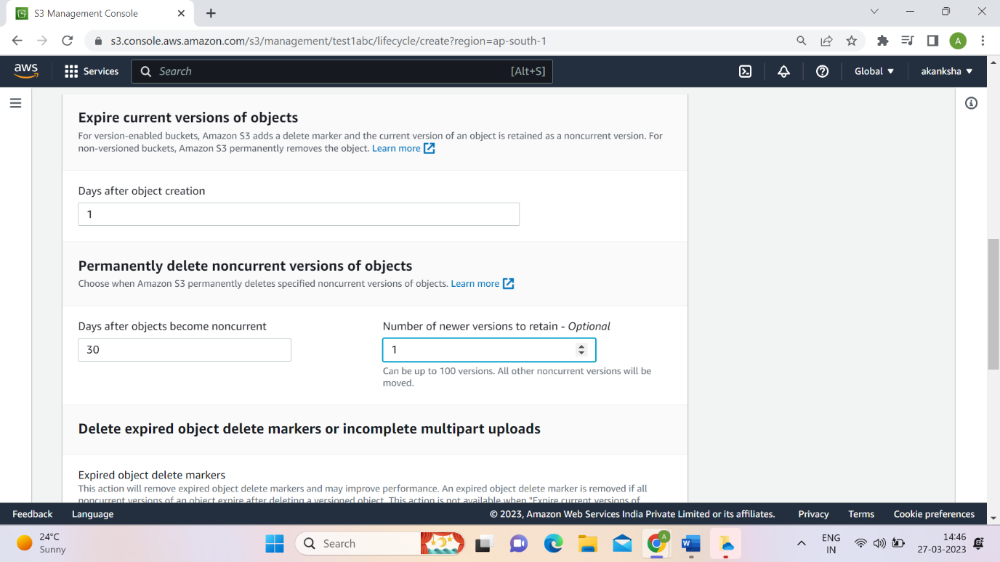 S3 Management Console
s3.console.aws.amazon.com/s3/management/test1abc/lifecycle/create?region=ap-south-1
A
aws
Services
Search
[Alt+S]
Global
akanksha
Expire current versions of objects
For version-enabled buckets, Amazon S3 adds a delete marker and the current version of an object is retained as a noncurrent version. For
non-versioned buckets, Amazon S3 permanently removes the object. Learn more
Days after object creation
1
Permanently delete noncurrent versions of objects
Choose when Amazon S3 permanently deletes specified noncurrent versions of objects. Learn more
Days after objects become noncurrent
30
Number of newer versions to retain - Optional
1
Can be up to 100 versions. All other noncurrent versions will be
moved.
Delete expired object delete markers or incomplete multipart uploads
Expired object delete markers
This action will remove expired object delete markers and may improve performance. An expired object delete marker is removed if all
noncurrent versions of an object expire after deleting a versioned object. This action is not available when "Expire current versions of
Feedback
Language
© 2023, Amazon Web Services India Private Limited or its affiliates.
Privacy
Terms
Cookie preferences
24°C
Sunny
Search
A
W
ENG
IN
14:46
27-03-2023